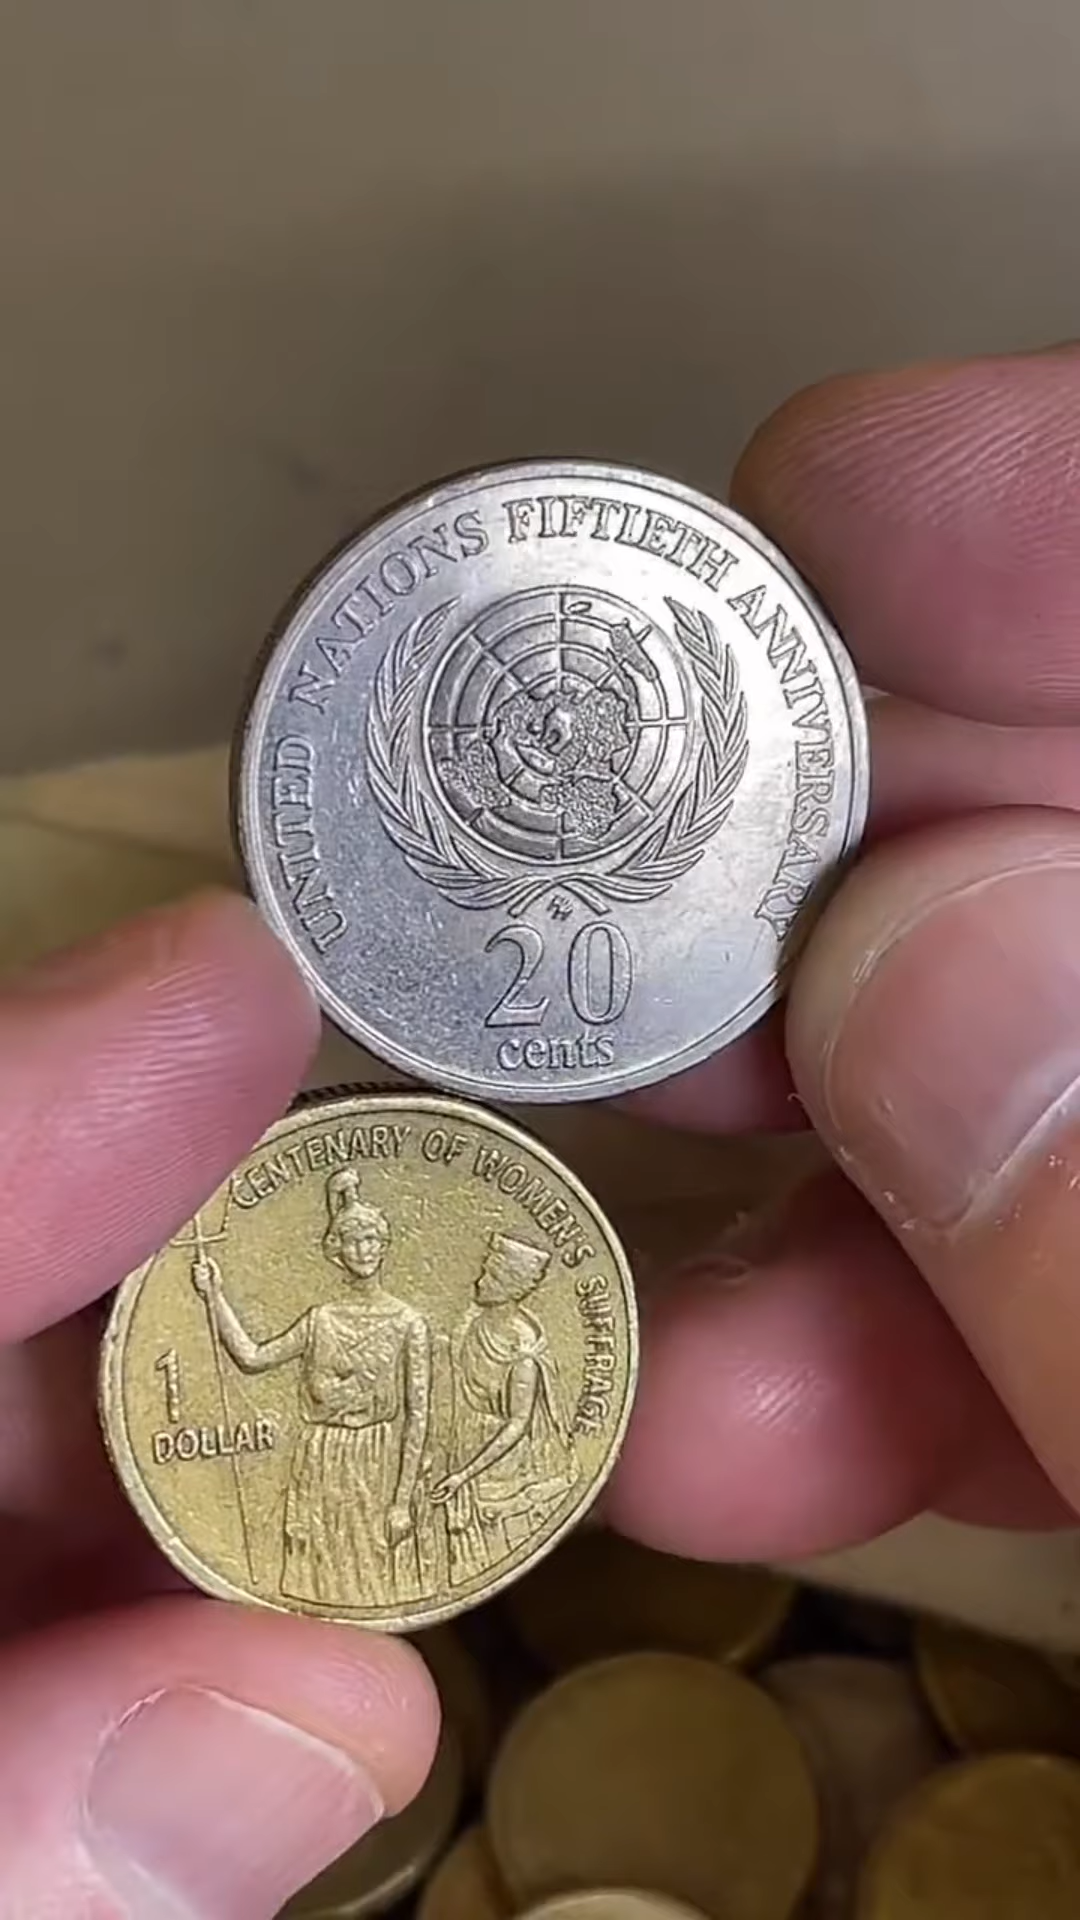 UNITED NATIONS FIFTIETH ANNIVERSARY
20
cents
CENTENARY OF WOMEN'S SUFFRAGE
1
DOLLAR